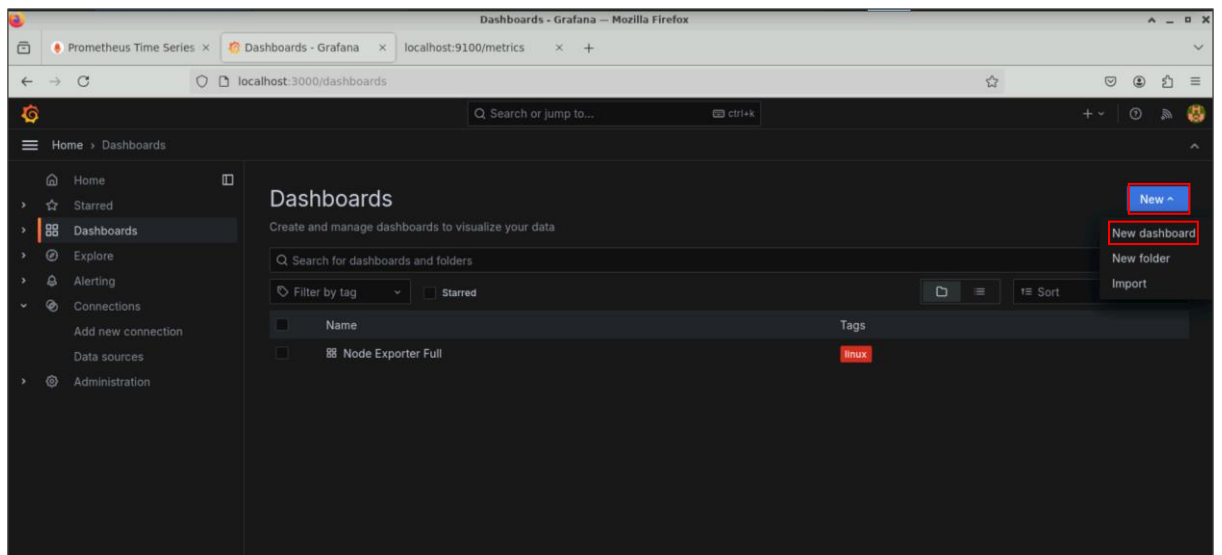 Dashboards - Grafana — Mozilla Firefox
Prometheus Time Series
Dashboards - Grafana
localhost:9100/metrics
localhost:3000/dashboards
Search or jump to...
ctrl+k
Home › Dashboards
Home
Starred
Dashboards
Explore
Alerting
Connections
Add new connection
Data sources
Administration
Dashboards
Create and manage dashboards to visualize your data
New
New dashboard
New folder
Import
Search for dashboards and folders
Filter by tag
Starred
Sort
Name Tags
Node Exporter Full linux